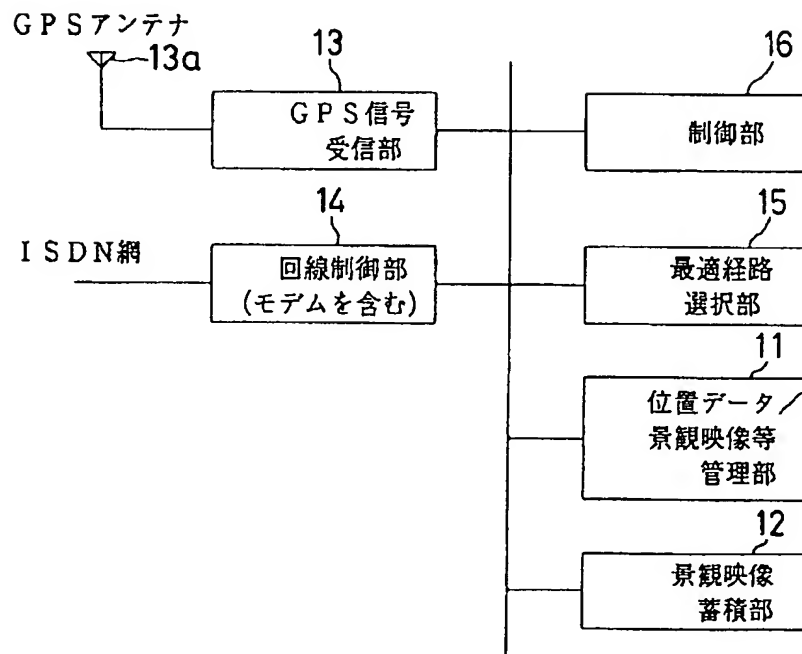 GPSアンテナ
13a
13
GPS信号
受信部
16
制御部
14
ISDN網
回線制御部
(モデムを含む)
15
最適経路
選択部
11
位置データ/
景観映像等
管理部
12
景観映像
蓄積部